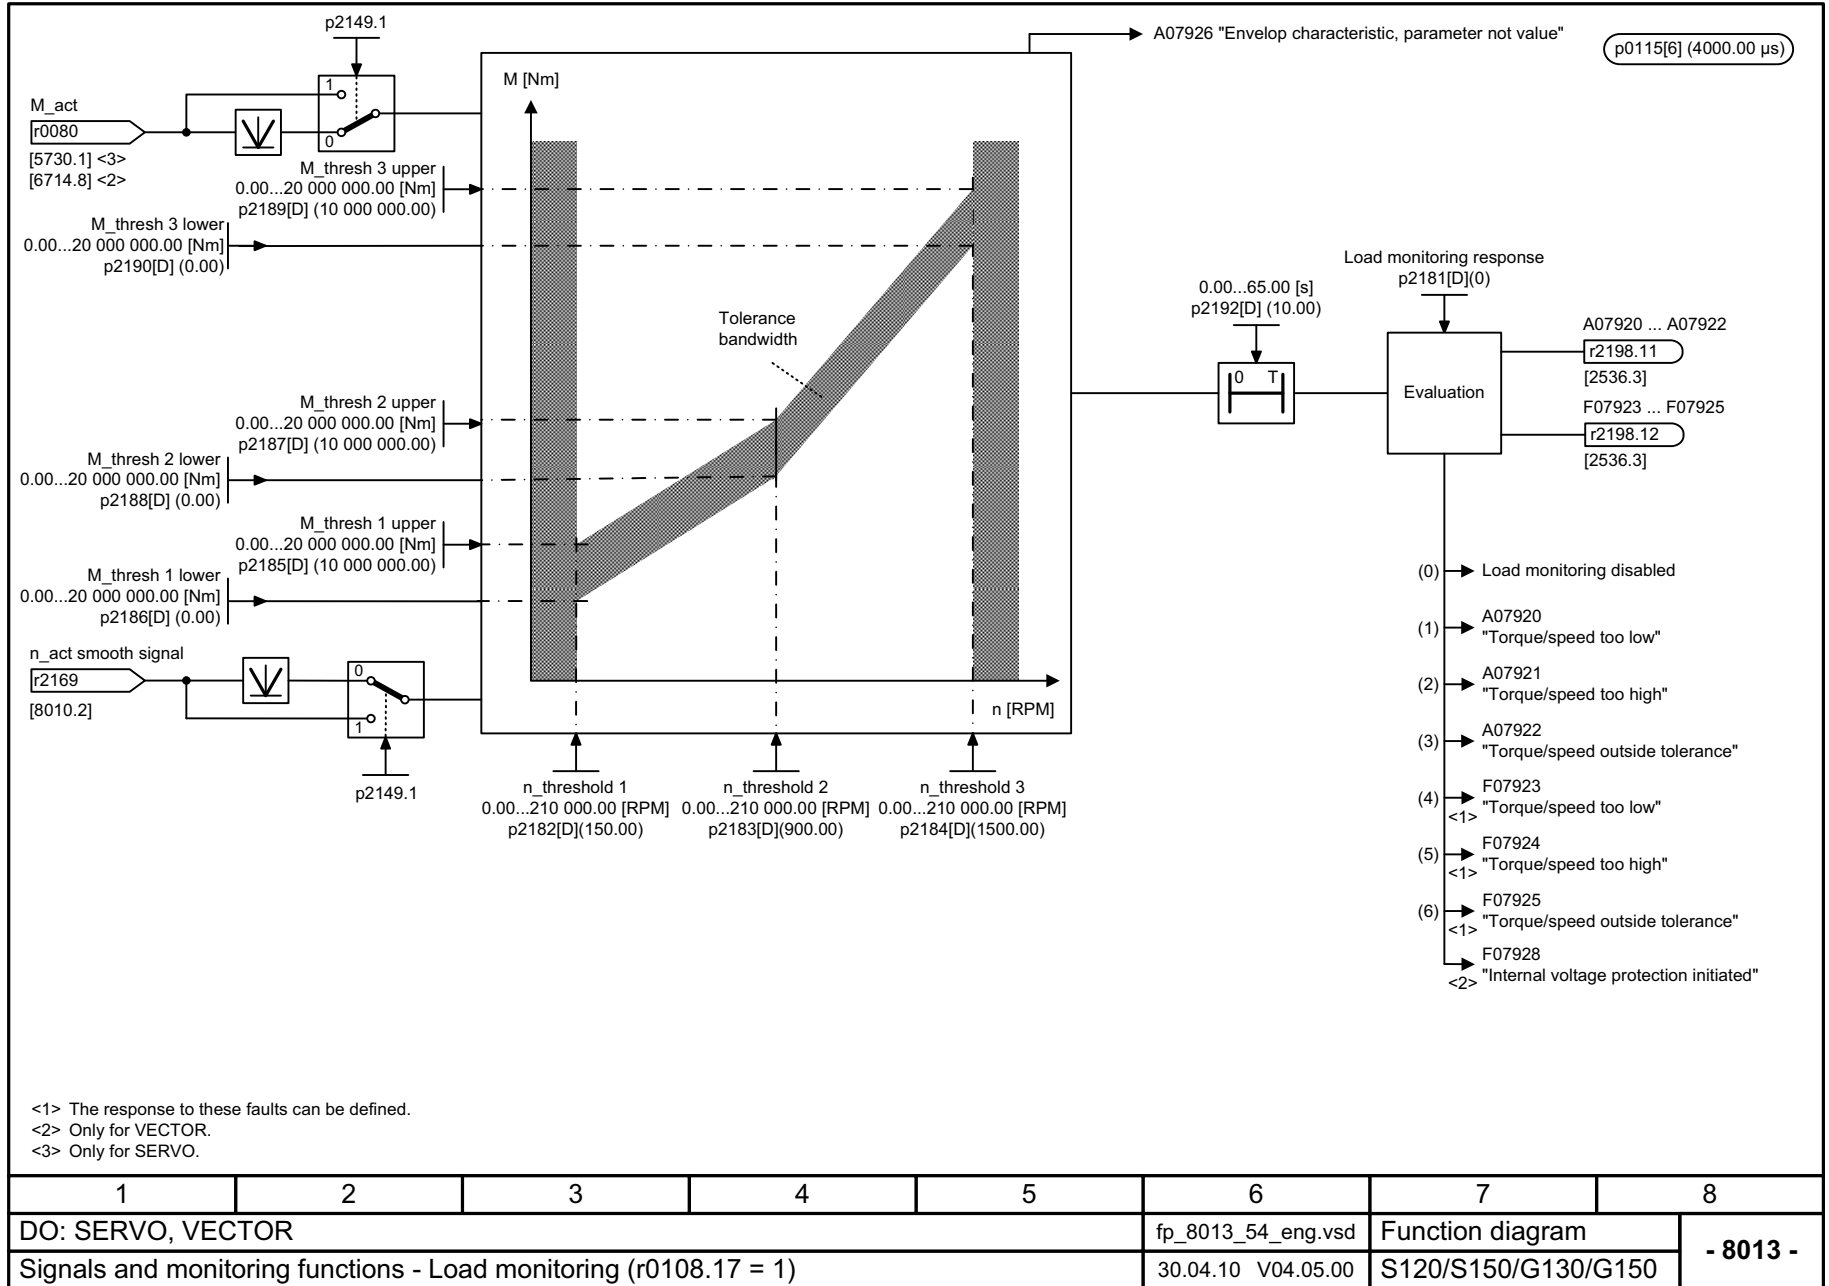 p2149.1
A07926 "Envelop characteristic, parameter not value"
p0115[6] (4000.00 µs)
M_act
r0080
[5730.1] <3>
[6714.8] <2>
1
0
M [Nm]
M_thresh 3 upper
0.00...20 000 000.00 [Nm]
p2189[D] (10 000 000.00)
M_thresh 3 lower
0.00...20 000 000.00 [Nm]
p2190[D] (0.00)
Tolerance
bandwidth
M_thresh 2 upper
0.00...20 000 000.00 [Nm]
p2187[D] (10 000 000.00)
M_thresh 2 lower
0.00...20 000 000.00 [Nm]
p2188[D] (0.00)
M_thresh 1 upper
0.00...20 000 000.00 [Nm]
p2185[D] (10 000 000.00)
M_thresh 1 lower
0.00...20 000 000.00 [Nm]
p2186[D] (0.00)
n_act smooth signal
r2169
[8010.2]
0
1
p2149.1
n [RPM]
n_threshold 1
0.00...210 000.00 [RPM]
p2182[D](150.00)
n_threshold 2
0.00...210 000.00 [RPM]
p2183[D](900.00)
n_threshold 3
0.00...210 000.00 [RPM]
p2184[D](1500.00)
0.00...65.00 [s]
p2192[D] (10.00)
0 T
Load monitoring response
p2181[D](0)
Evaluation
A07920 ... A07922
r2198.11
[2536.3]
F07923 ... F07925
r2198.12
[2536.3]
(0) Load monitoring disabled
(1) A07920
"Torque/speed too low"
(2) A07921
"Torque/speed too high"
(3) A07922
"Torque/speed outside tolerance"
(4) F07923
<1> "Torque/speed too low"
(5) F07924
<1> "Torque/speed too high"
(6) F07925
<1> "Torque/speed outside tolerance"
F07928
<2> "Internal voltage protection initiated"
<1> The response to these faults can be defined.
<2> Only for VECTOR.
<3> Only for SERVO.
1 2 3 4 5 6 7 8
DO: SERVO, VECTOR
fp_8013_54_eng.vsd
Function diagram
- 8013 -
Signals and monitoring functions - Load monitoring (r0108.17 = 1)
30.04.10 V04.05.00
S120/S150/G130/G150